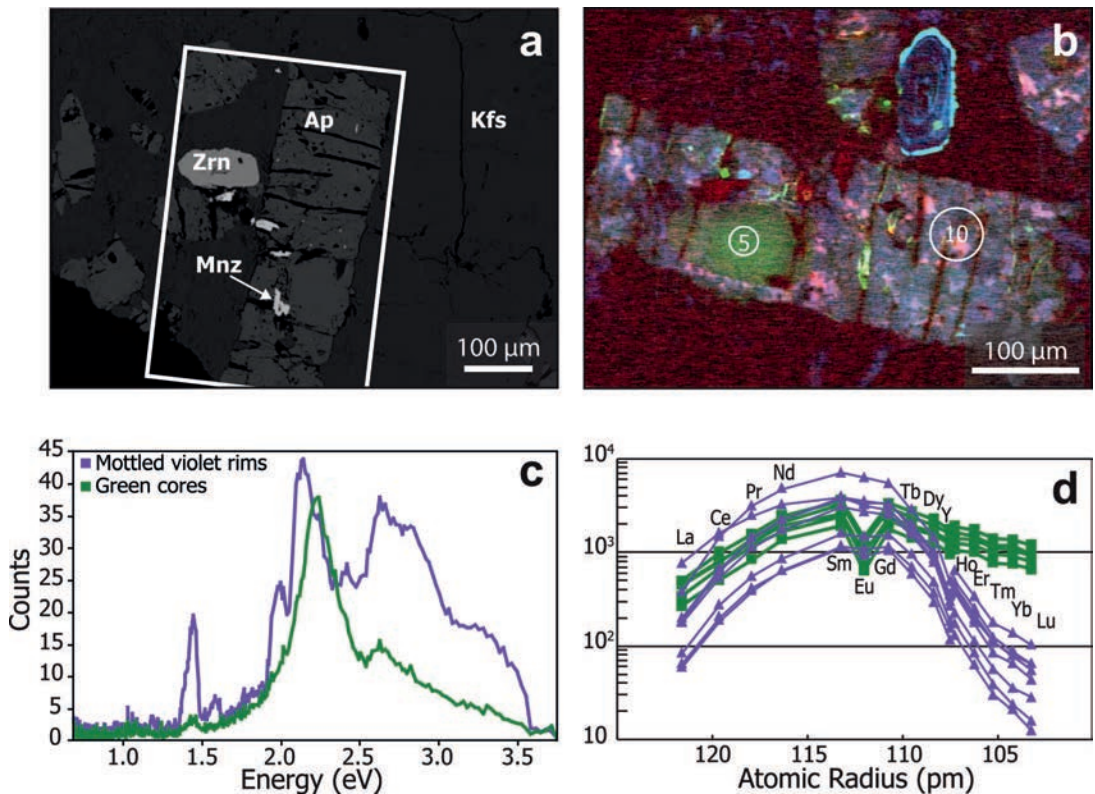 a
Ap
Kfs
Zrn
Mnz
100 µm
b
5
10
100 µm
c
Mottled violet rims
Green cores
45
40
35
30
25
20
15
10
5
0
Counts
1.0 1.5 2.0 2.5 3.0 3.5
Energy (eV)
d
10⁴
10³
10²
10
La
Ce
Pr
Nd
Sm
Eu
Gd
Tb
Dy
Y
Ho
Er
Tm
Yb
Lu
120 115 110 105
Atomic Radius (pm)